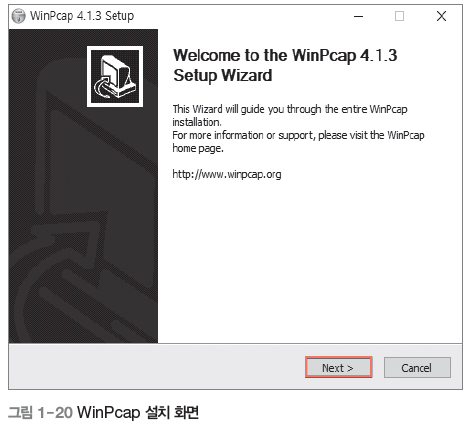 WinPcap 4.1.3 Setup
Welcome to the WinPcap 4.1.3
Setup Wizard
This Wizard will guide you through the entire WinPcap
installation.
For more information or support, please visit the WinPcap
home page.
http://www.winpcap.org
Next >
Cancel
그림 1-20 WinPcap 설치 화면